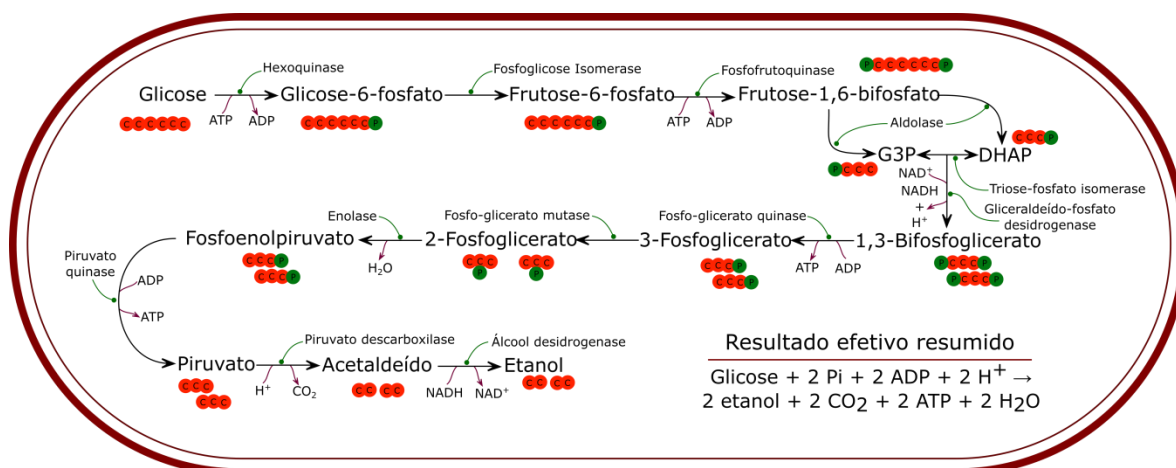 Hexoquinase
Fosfoglicose Isomerase
Fosfofrutoquinase
P C C C C C C P
Glicose
Glicose-6-fosfato
Frutose-6-fosfato
Frutose-1,6-bifosfato
ATP
ADP
ATP
ADP
C C C C C C
C C C C C C P
C C C C C C P
Aldolase
C C C P
G3P
DHAP
P C C C
NAD+
NADH
+
H+
Triose-fosfato isomerase
Gliceraldeído-fosfato
desidrogenase
Enolase
Fosfo-glicerato mutase
Fosfo-glicerato quinase
Fosfoenolpiruvato
2-Fosfoglicerato
3-Fosfoglicerato
1,3-Bifosfoglicerato
H2O
ATP
ADP
C C C P
C C C P
C C C
P
C C C
P
C C C P
C C C P
P C C C P
P C C C P
Piruvato
quinase
ADP
ATP
Piruvato descarboxilase
Álcool desidrogenase
Piruvato
Acetaldeído
Etanol
C C C
C C C
H+
CO2
C C C C
NADH
NAD+
C C C C
Resultado efetivo resumido
Glicose + 2 Pi + 2 ADP + 2 H+ →
2 etanol + 2 CO2 + 2 ATP + 2 H2O